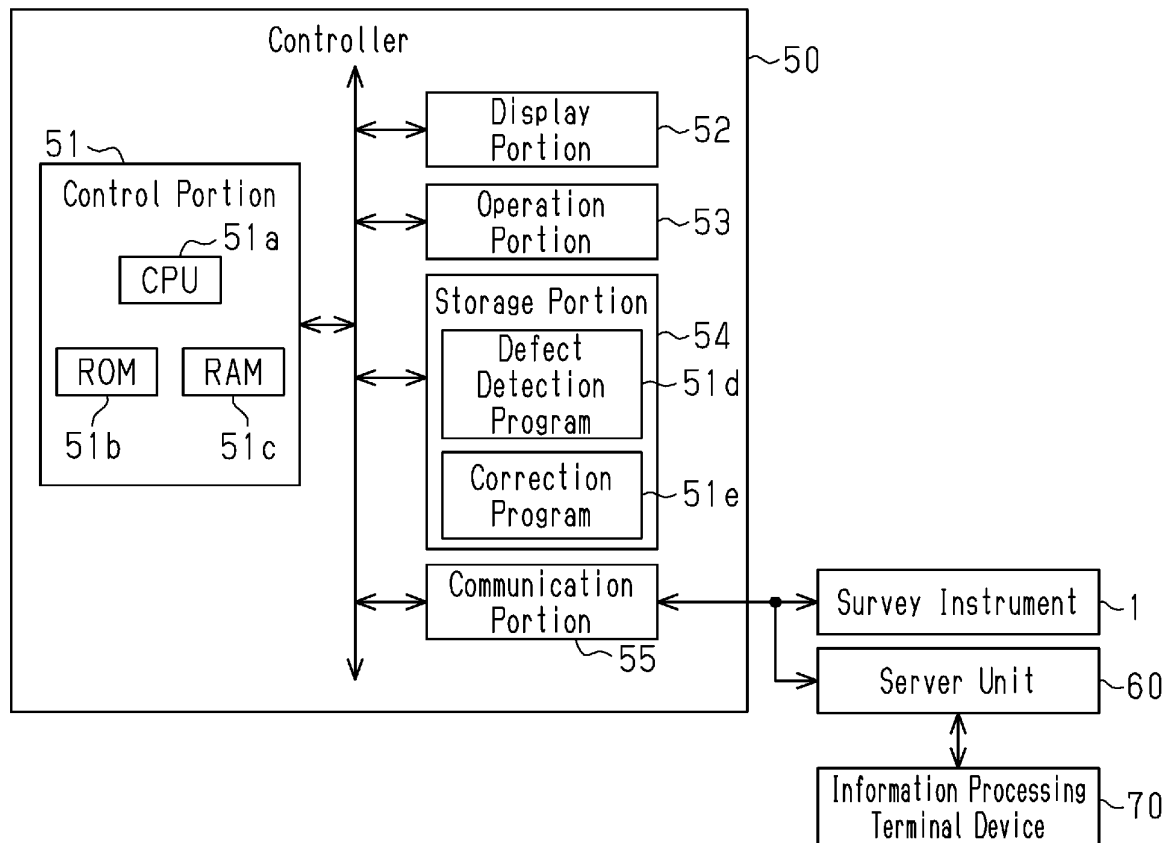 Controller
50
Display
Portion
52
51
Control Portion
51a
CPU
ROM
RAM
51b
51c
Operation
Portion
53
Storage Portion
54
Defect
Detection
Program
51d
Correction
Program
51e
Communication
Portion
55
Survey Instrument
1
Server Unit
60
Information Processing
Terminal Device
70